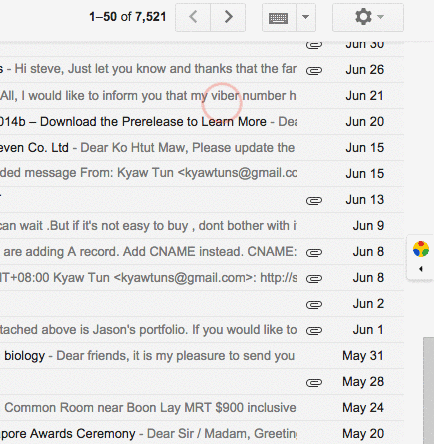 1–50 of 7,521
Jun 30
s - Hi steve, Just let you know and thanks that the far Jun 26
All, I would like to inform you that my viber number h Jun 21
014b – Download the Prerelease to Learn More - Dea Jun 20
even Co. Ltd - Dear Ko Htut Maw, Please update the Jun 15
ded message From: Kyaw Tun <kyawtuns@gmail.co Jun 15
Jun 13
can wait .But if it's not easy to buy , dont bother with it Jun 9
are adding A record. Add CNAME instead. CNAME: Jun 8
MT+08:00 Kyaw Tun <kyawtuns@gmail.com>: http://s Jun 8
Jun 2
ttached above is Jason's portfolio. If you would like to Jun 1
biology - Dear friends, it is my pleasure to send you May 31
May 28
Common Room near Boon Lay MRT $900 inclusive May 24
apore Awards Ceremony - Dear Sir / Madam, Greeting May 20